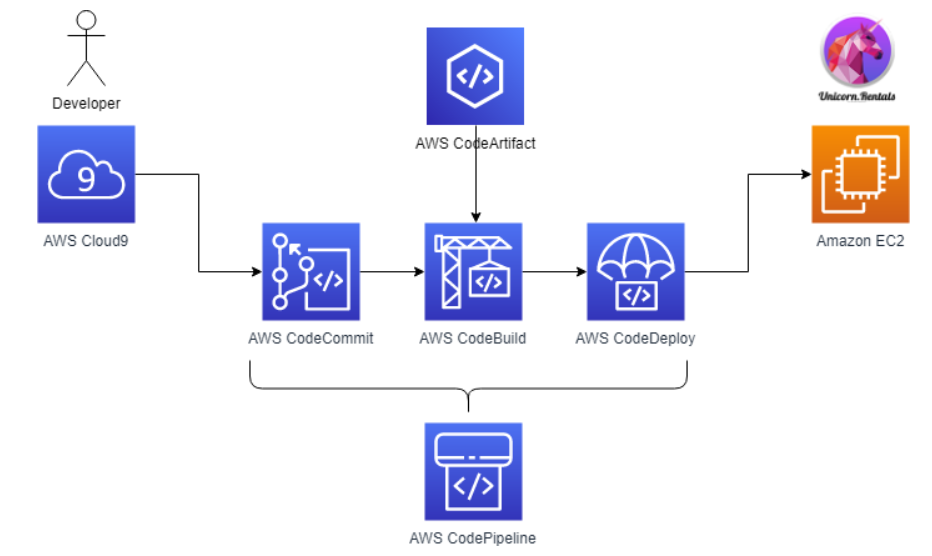 Developer
Unicorn.Rentals
AWS CodeArtifact
9
AWS Cloud9
Amazon EC2
AWS CodeCommit
AWS CodeBuild
AWS CodeDeploy
AWS CodePipeline